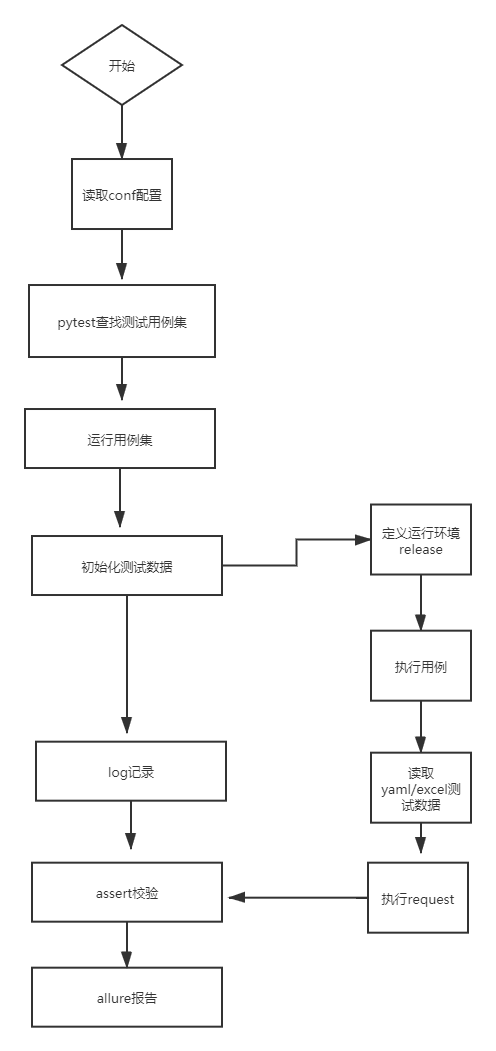 开始
读取conf配置
pytest查找测试用例集
运行用例集
初始化测试数据
定义运行环境
release
执行用例
读取
yaml/excel测
试数据
执行request
log记录
assert校验
allure报告